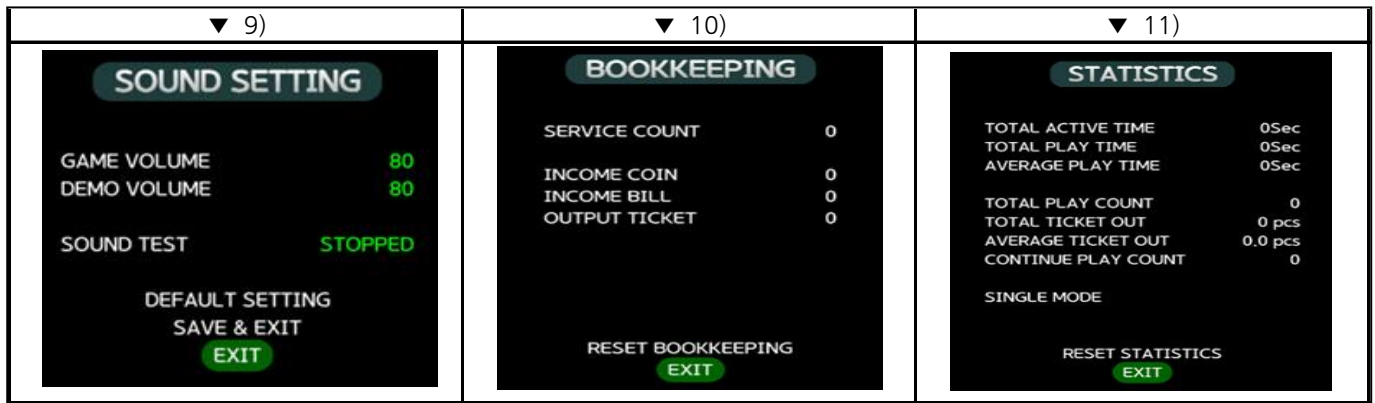 ▼ 9)
SOUND SETTING
GAME VOLUME 80
DEMO VOLUME 80
SOUND TEST STOPPED
DEFAULT SETTING
SAVE & EXIT
EXIT
▼ 10)
BOOKKEEPING
SERVICE COUNT 0
INCOME COIN 0
INCOME BILL 0
OUTPUT TICKET 0
RESET BOOKKEEPING
EXIT
▼ 11)
STATISTICS
TOTAL ACTIVE TIME 0Sec
TOTAL PLAY TIME 0Sec
AVERAGE PLAY TIME 0Sec
TOTAL PLAY COUNT 0
TOTAL TICKET OUT 0 pcs
AVERAGE TICKET OUT 0.0 pcs
CONTINUE PLAY COUNT 0
SINGLE MODE
RESET STATISTICS
EXIT